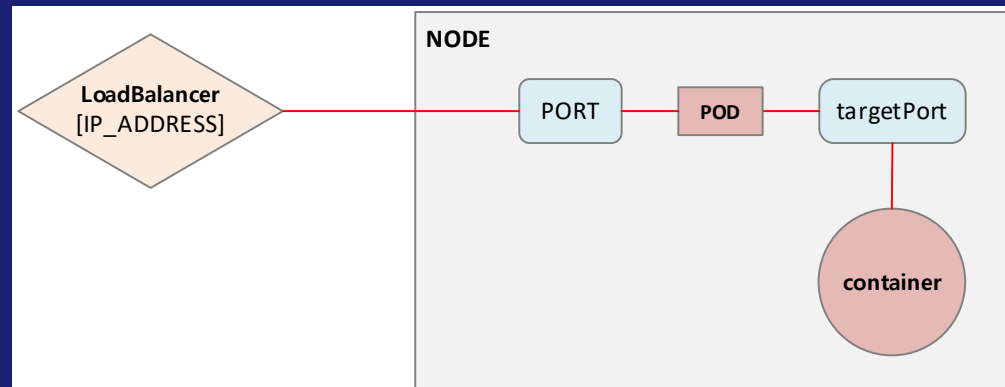 NODE
LoadBalancer
[IP_ADDRESS]
PORT
POD
targetPort
container